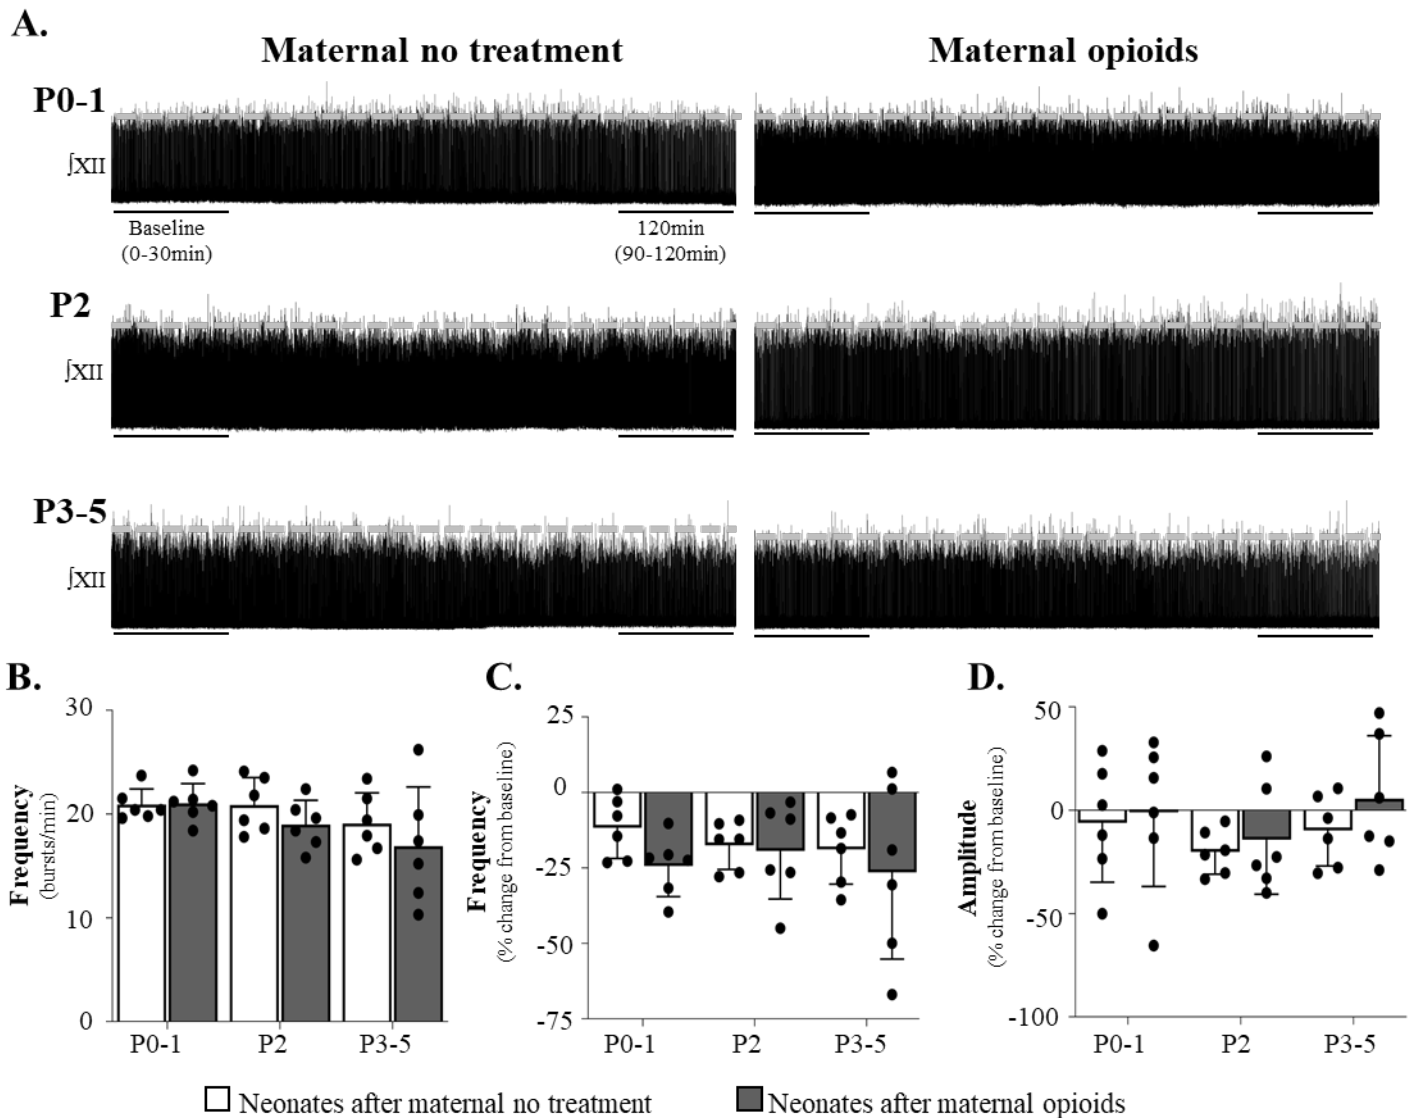 A.
Maternal no treatment
Maternal opioids
P0-1
∫XII
Baseline
(0-30min)
120min
(90-120min)
P2
∫XII
P3-5
∫XII
B.
Frequency
(bursts/min)
30
20
10
0
P0-1
P2
P3-5
C.
Frequency
(% change from baseline)
25
0
-25
-50
-75
P0-1
P2
P3-5
D.
Amplitude
(% change from baseline)
50
0
-50
-100
P0-1
P2
P3-5
Neonates after maternal no treatment
Neonates after maternal opioids